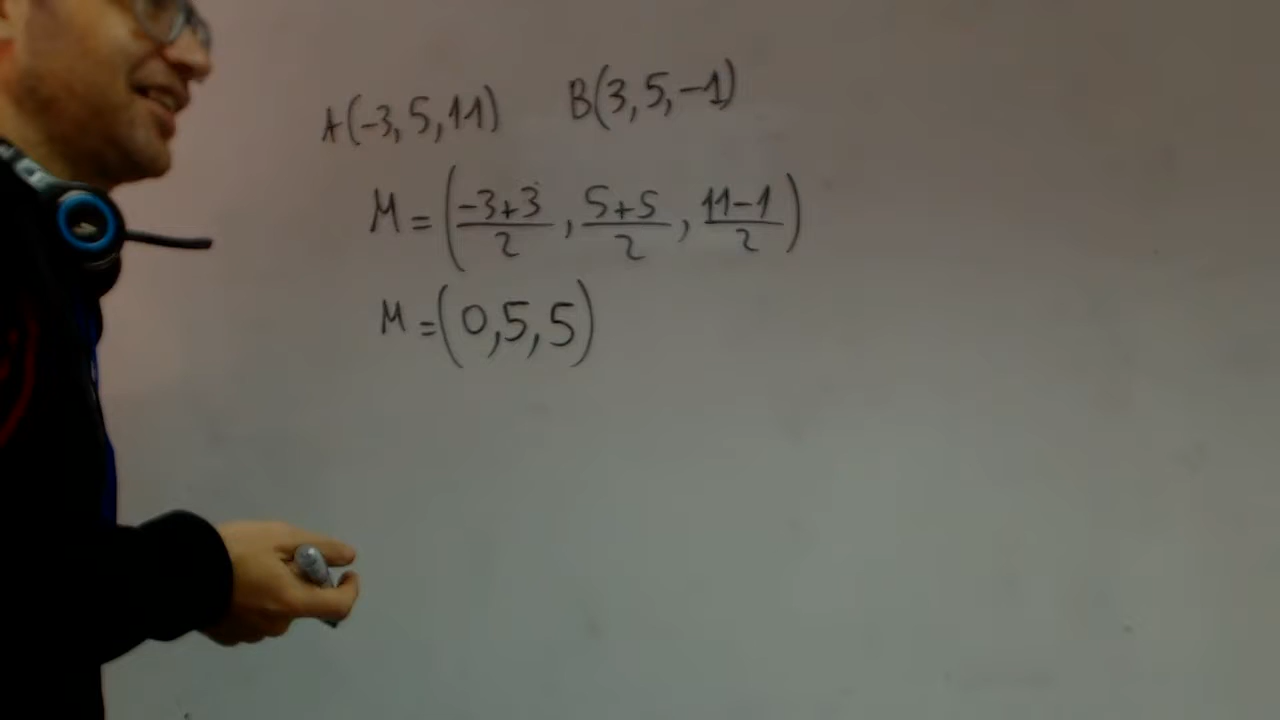 A(-3,5,11) B(3,5,-1)
M = (-3+3/2, 5+5/2, 11-1/2)
M = (0,5,5)